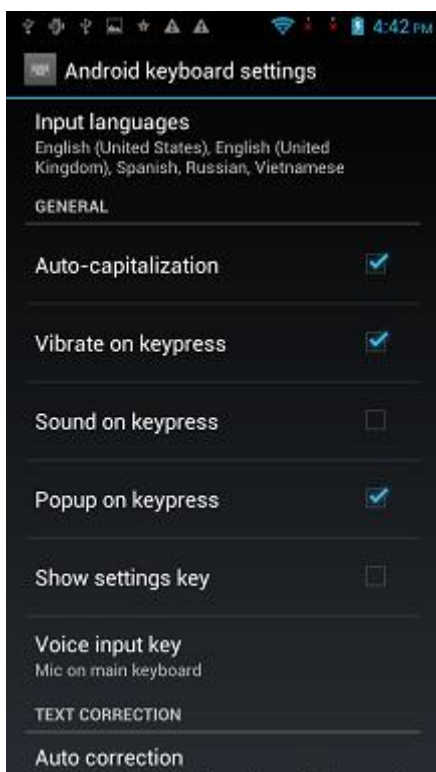 4:42 PM
Android keyboard settings
Input languages
English (United States), English (United
Kingdom), Spanish, Russian, Vietnamese
GENERAL
Auto-capitalization
Vibrate on keypress
Sound on keypress
Popup on keypress
Show settings key
Voice input key
Mic on main keyboard
TEXT CORRECTION
Auto correction